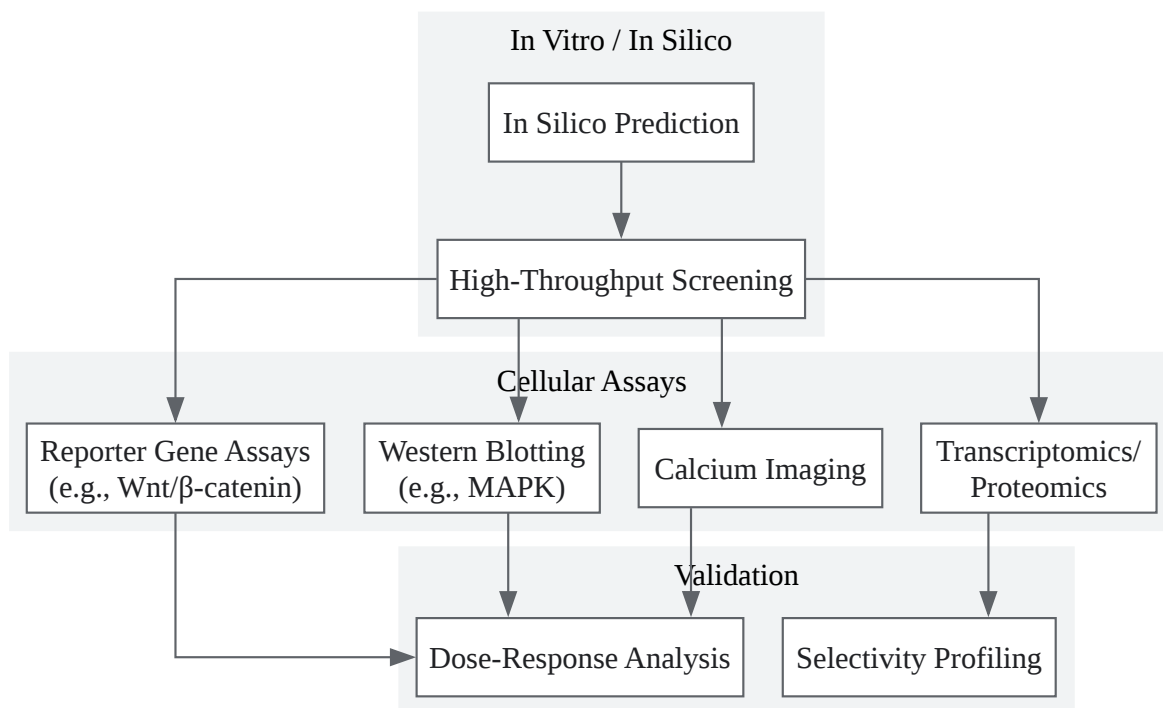 In Vitro / In Silico
In Silico Prediction
High-Throughput Screening
Cellular Assays
Reporter Gene Assays
(e.g., Wnt/β-catenin)
Western Blotting
(e.g., MAPK)
Calcium Imaging
Transcriptomics/
Proteomics
Validation
Dose-Response Analysis
Selectivity Profiling